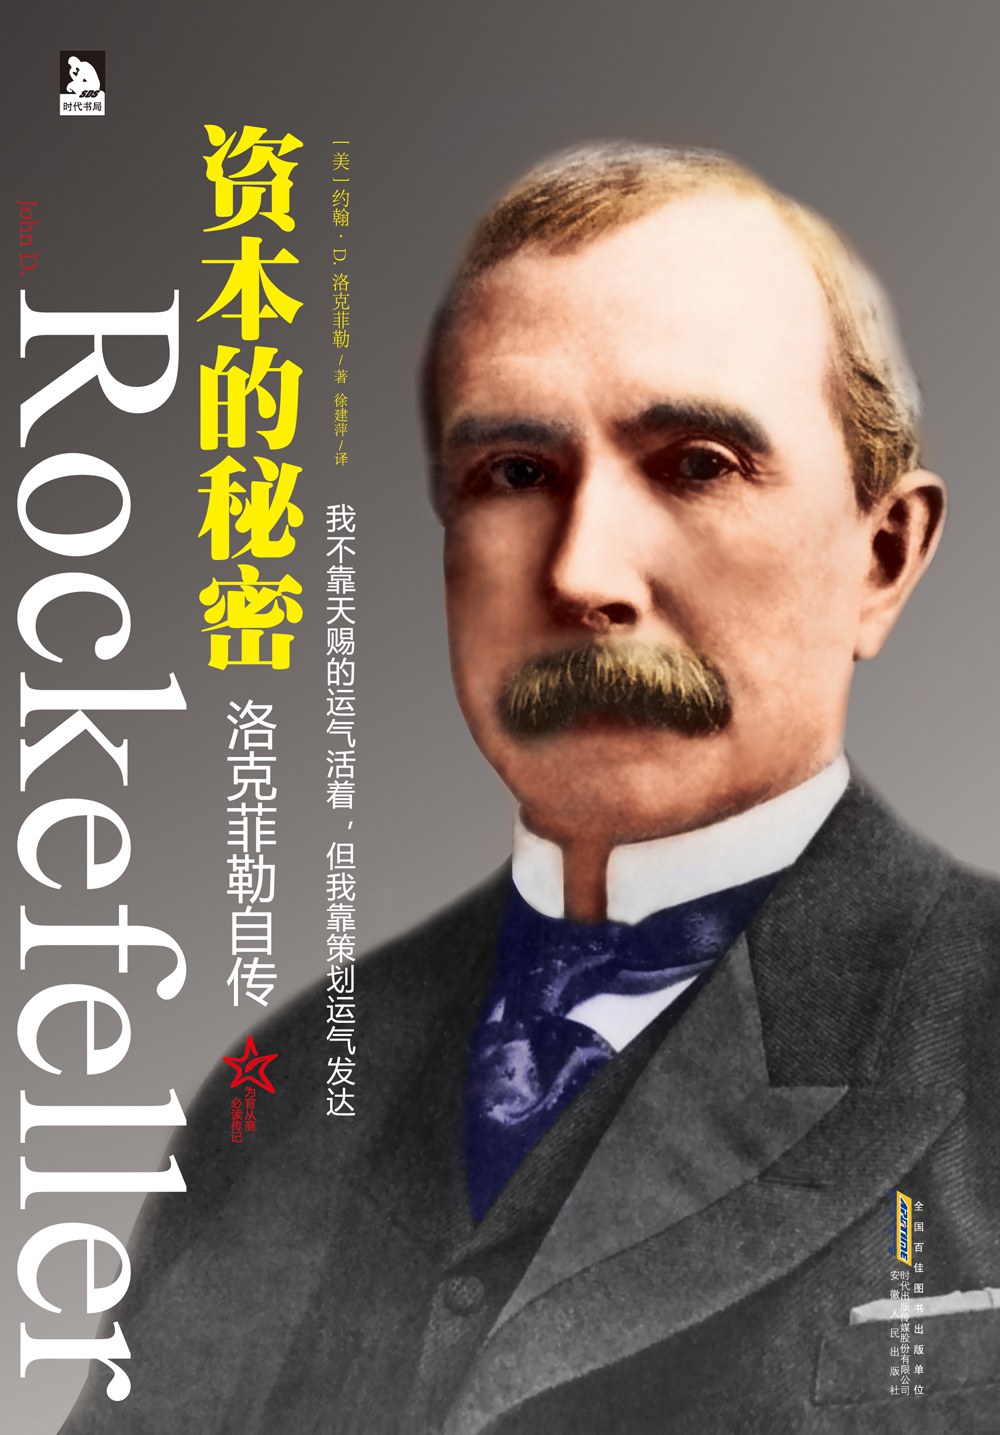 SDS
时代书局
John D.
Rockefeller
资本的秘密
洛克菲勒自传
为官从商
必读传记
[美]约翰·D.洛克菲勒/著 徐建萍/译
我不靠天赐的运气活着，但我靠策划运气发达
APGTIME
全国百佳图书出版单位
时代出版传媒股份有限公司
安徽人民出版社